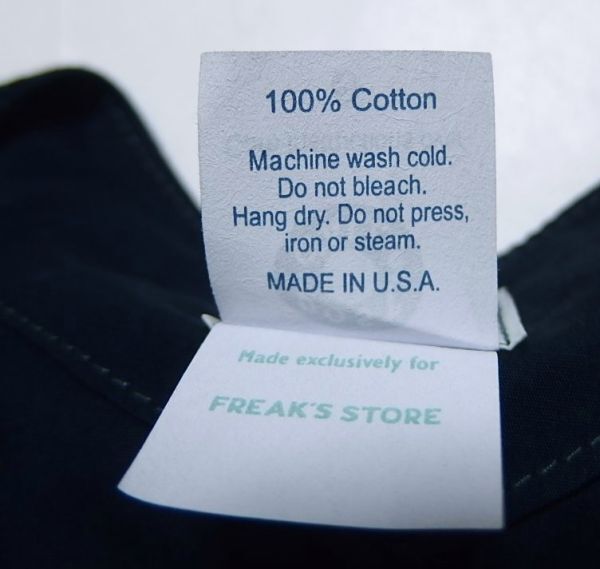 100% Cotton
Machine wash cold.
Do not bleach.
Hang dry. Do not press,
iron or steam.
MADE IN U.S.A.
Made exclusively for
FREAK'S STORE